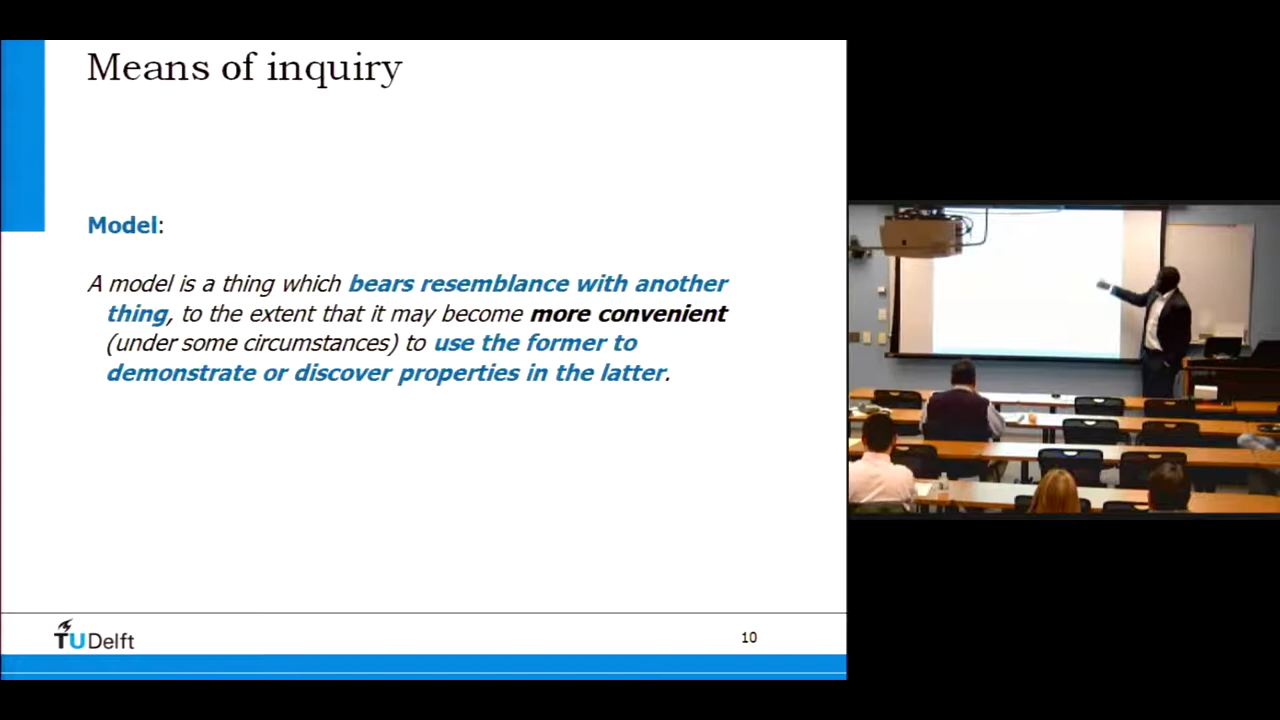 Means of inquiry
Model:
A model is a thing which bears resemblance with another
thing, to the extent that it may become more convenient
(under some circumstances) to use the former to
demonstrate or discover properties in the latter.
TUDelft
10